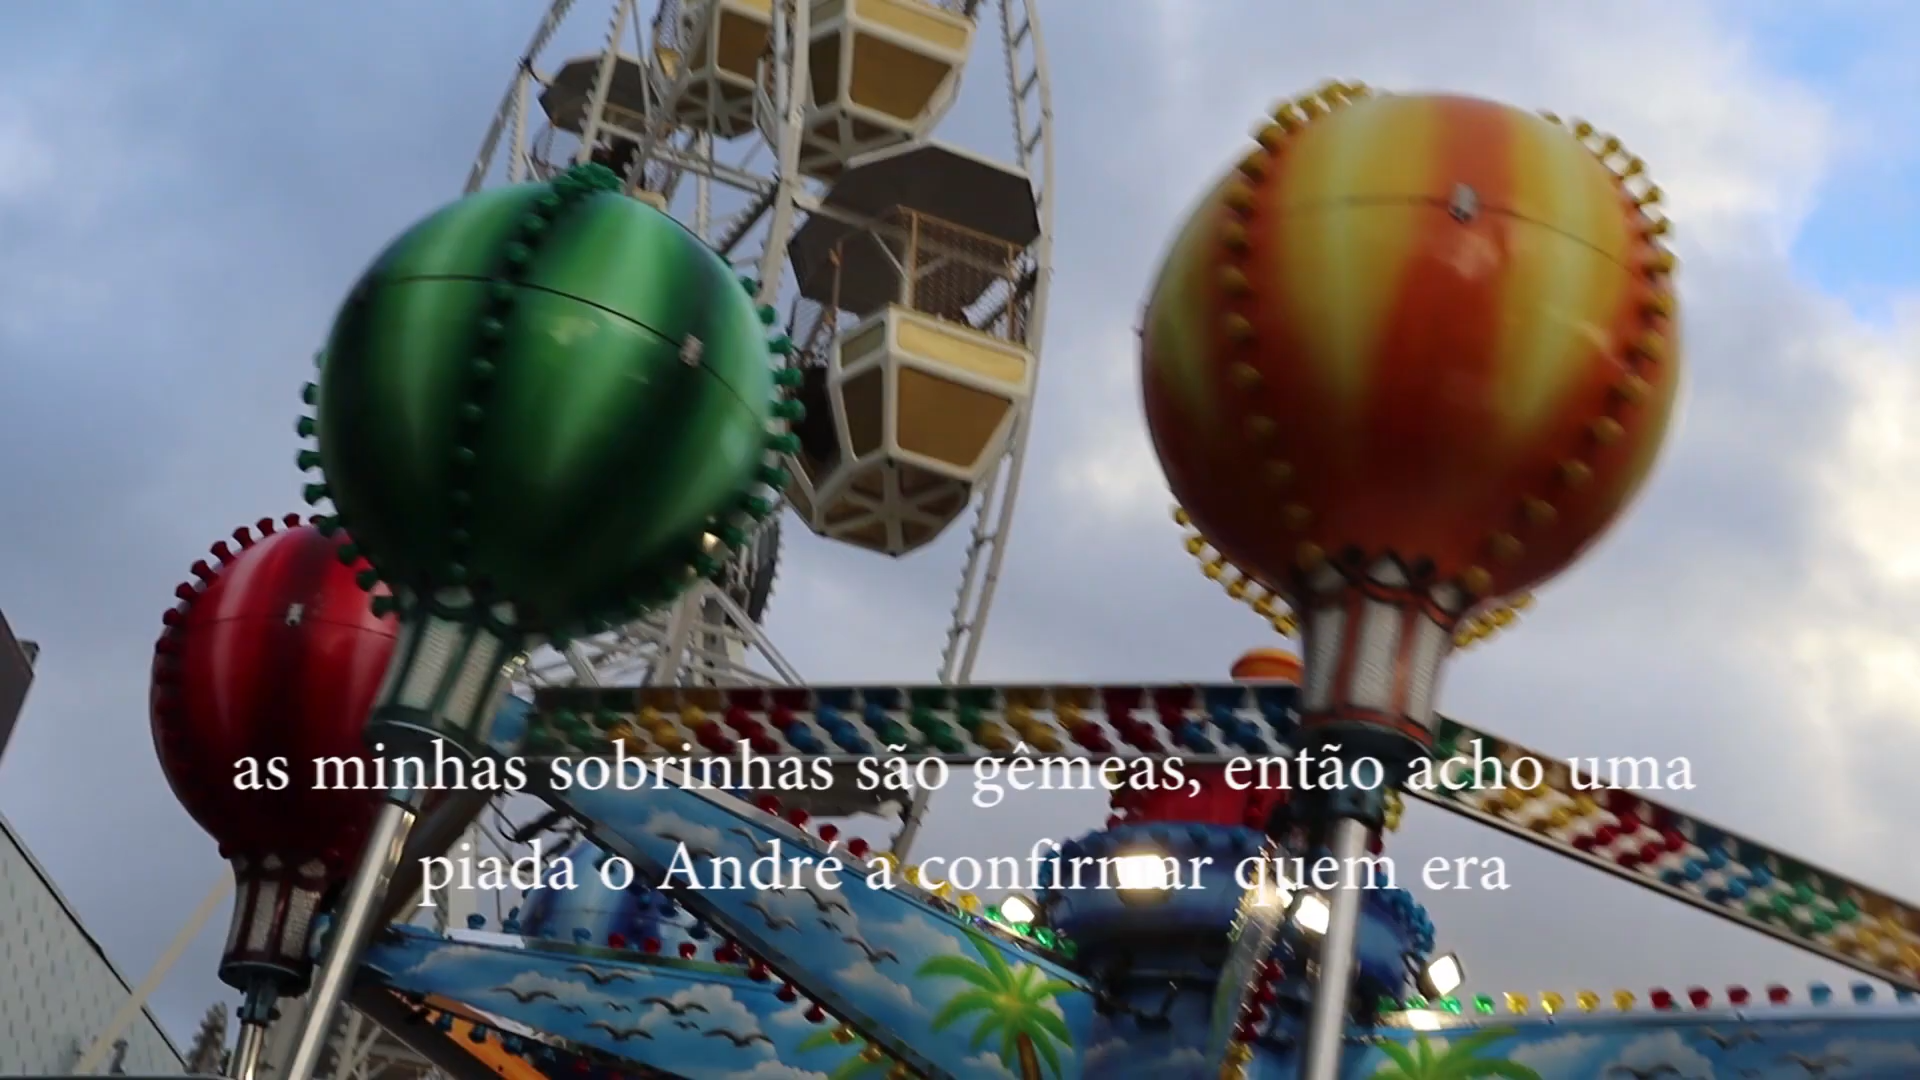 as minhas sobrinhas são gêmeas, então acho uma
piada o André a confirmar quem era